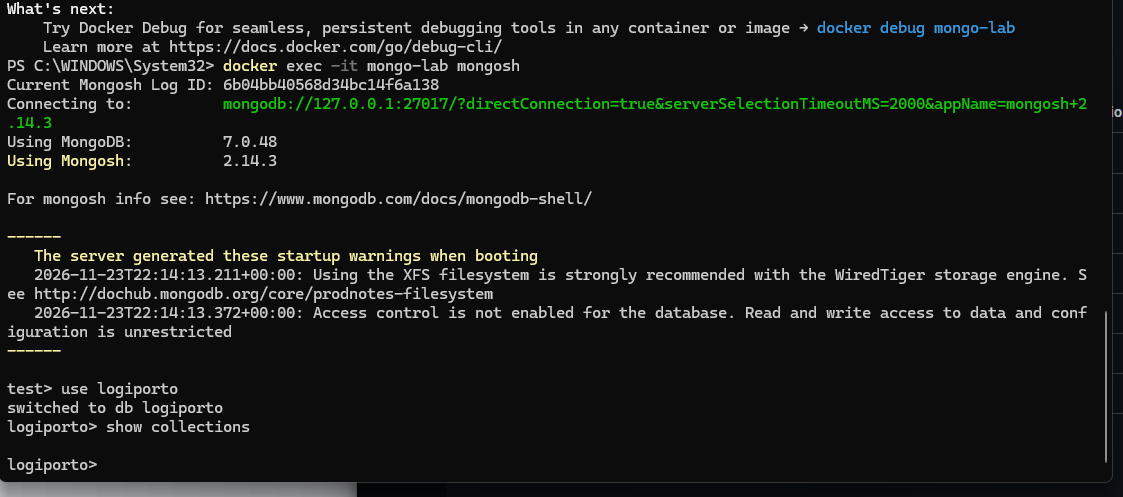 What's next:
    Try Docker Debug for seamless, persistent debugging tools in any container or image → docker debug mongo-lab
    Learn more at https://docs.docker.com/go/debug-cli/
PS C:\WINDOWS\System32> docker exec -it mongo-lab mongosh
Current Mongosh Log ID: 6b04bb40568d34bc14f6a138
Connecting to:          mongodb://127.0.0.1:27017/?directConnection=true&serverSelectionTimeoutMS=2000&appName=mongosh+2
.14.3
Using MongoDB:          7.0.48
Using Mongosh:          2.14.3
For mongosh info see: https://www.mongodb.com/docs/mongodb-shell/
------
   The server generated these startup warnings when booting
   2026-11-23T22:14:13.211+00:00: Using the XFS filesystem is strongly recommended with the WiredTiger storage engine. S
ee http://dochub.mongodb.org/core/prodnotes-filesystem
   2026-11-23T22:14:13.372+00:00: Access control is not enabled for the database. Read and write access to data and conf
iguration is unrestricted
------
test> use logiporto
switched to db logiporto
logiporto> show collections
logiporto>